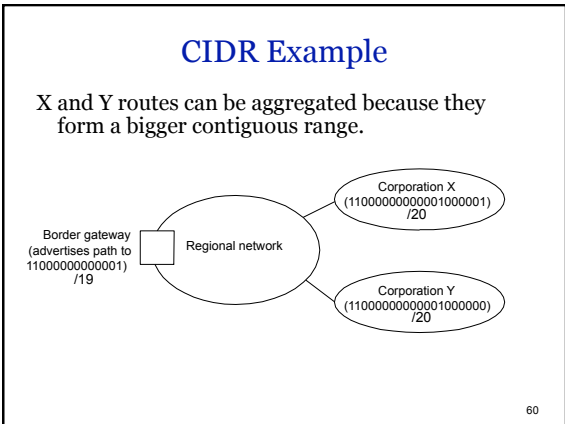 CIDR Example
X and Y routes can be aggregated because they
form a bigger contiguous range.
Corporation X
(11000000000001000001)
/20
Border gateway
(advertises path to
11000000000001)
/19
Regional network
Corporation Y
(11000000000001000000)
/20
60